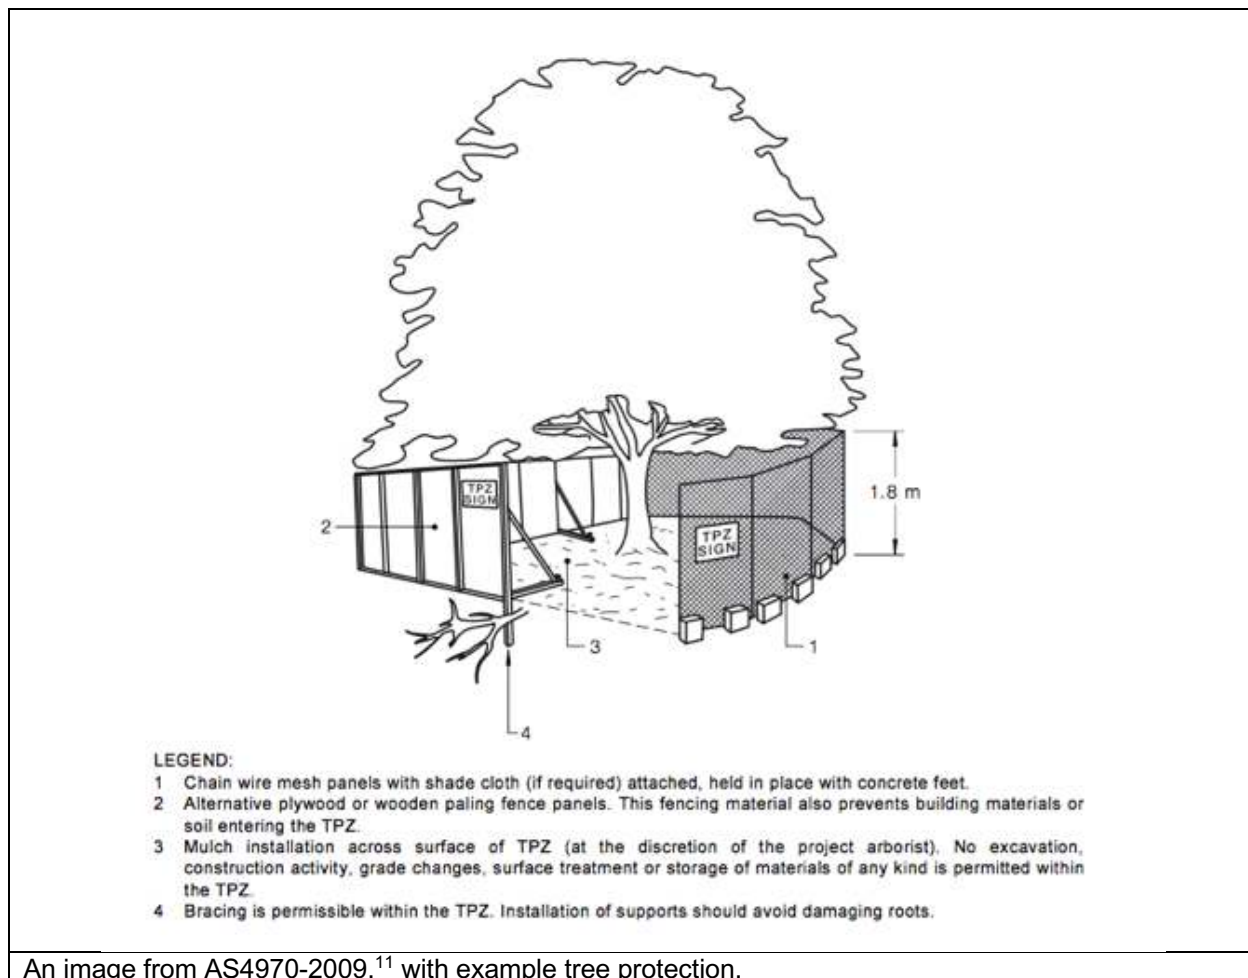 TPZ
SIGN
TPZ
SIGN
1.8 m
2
3
1
4
LEGEND:
1 Chain wire mesh panels with shade cloth (if required) attached, held in place with concrete feet.
2 Alternative plywood or wooden paling fence panels. This fencing material also prevents building materials or
soil entering the TPZ.
3 Mulch installation across surface of TPZ (at the discretion of the project arborist). No excavation,
construction activity, grade changes, surface treatment or storage of materials of any kind is permitted within
the TPZ.
4 Bracing is permissible within the TPZ. Installation of supports should avoid damaging roots.
An image from AS4970-2009,¹¹ with example tree protection.